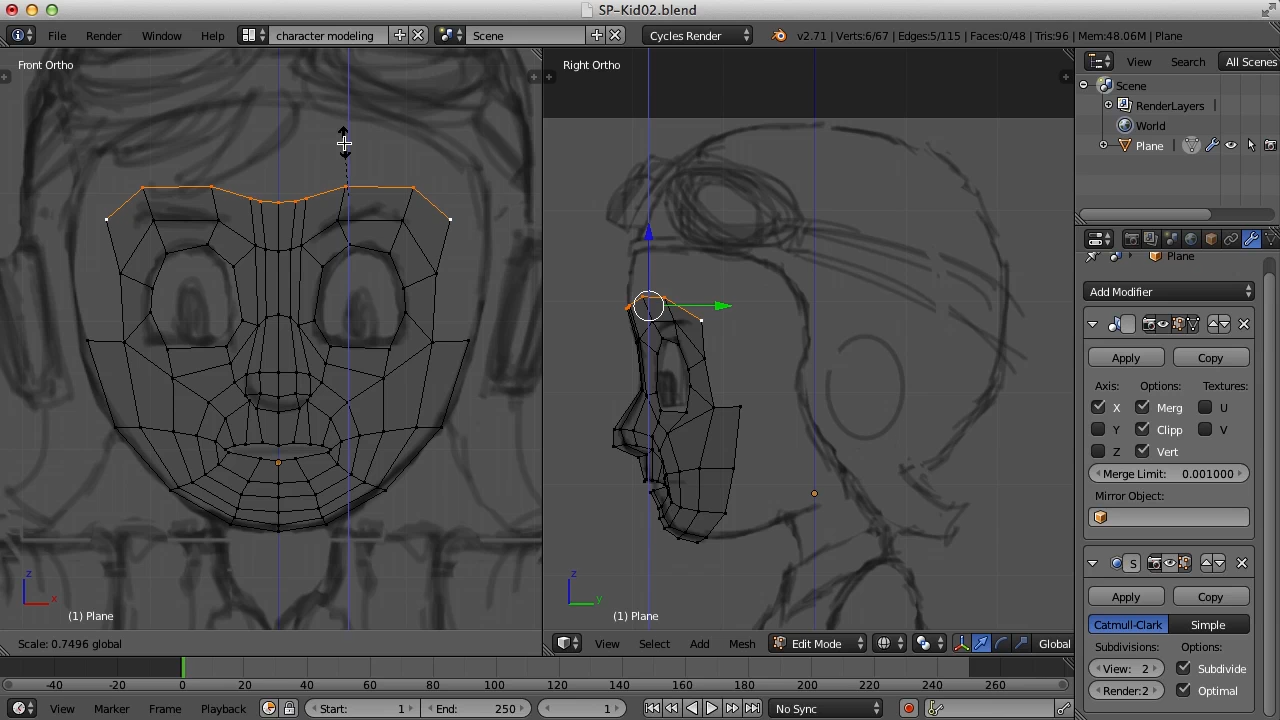 SP-Kid02.blend
File Render Window Help character modeling Scene Cycles Render v2.71 | Verts:6/67 | Edges:5/115 | Faces:0/48 | Tris:96 | Mem:48.06M | Plane
Front Ortho
Right Ortho
View Search All Scenes
Scene
RenderLayers
World
Plane
Plane
Add Modifier
Apply Copy
Axis: Options: Textures:
X Merg U
Y Clipp V
Z Vert
Merge Limit: 0.001000
Mirror Object:
S
Apply Copy
Catmull-Clark Simple
Subdivisions: Options:
View: 2 Subdivide
Render:2 Optimal
z
x
(1) Plane
z
y
(1) Plane
Scale: 0.7496 global
View Select Add Mesh Edit Mode Global
-40 -20 0 20 40 60 80 100 120 140 160 180 200 220 240 260
View Marker Frame Playback Start: 1 End: 250 1 No Sync